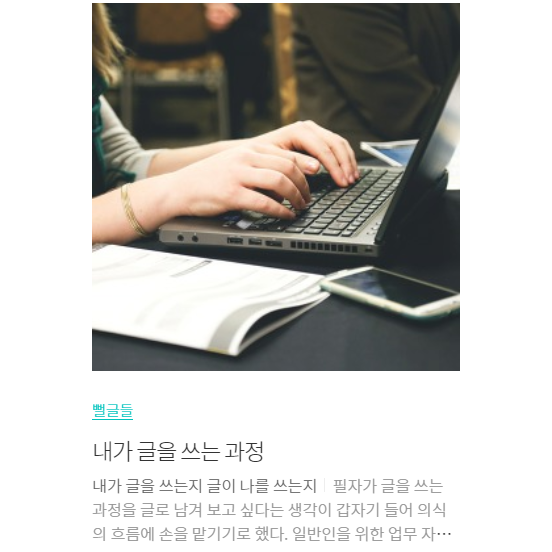 뻘글들
내가 글을 쓰는 과정
내가 글을 쓰는지 글이 나를 쓰는지 | 필자가 글을 쓰는
과정을 글로 남겨 보고 싶다는 생각이 갑자기 들어 의식
의 흐름에 손을 맡기기로 했다. 일반인을 위한 업무 자…